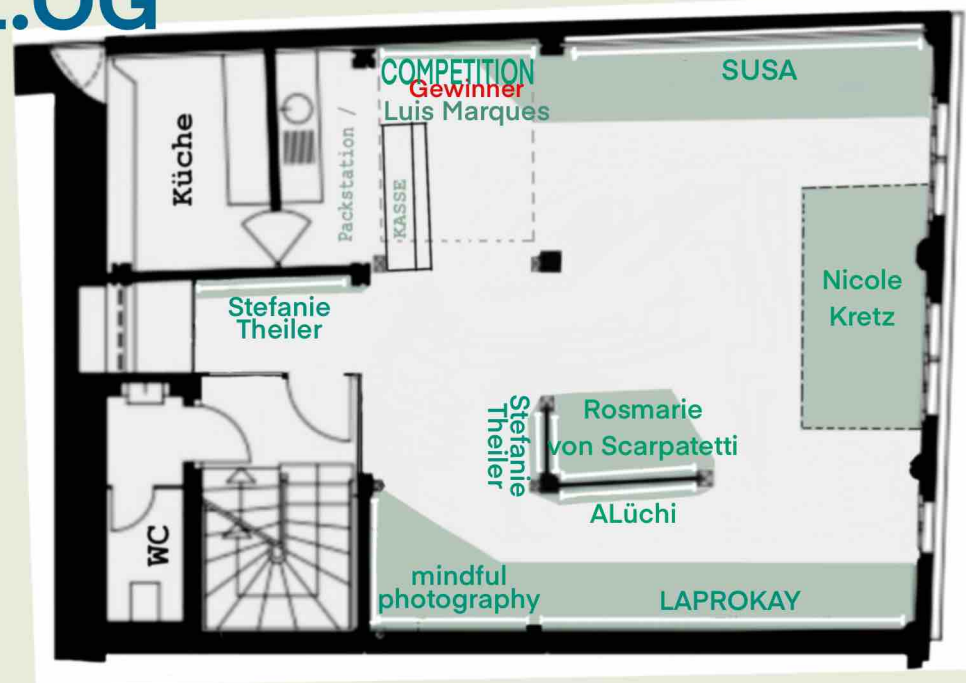 .OG
COMPETITION
Gewinner
Luis Marques
SUSA
Küche
Packstation /
KASSE
Stefanie
Theiler
Nicole
Kretz
Stefanie
Theiler
Rosmarie
von Scarpatetti
ALüchi
WC
mindful
photography
LAPROKAY